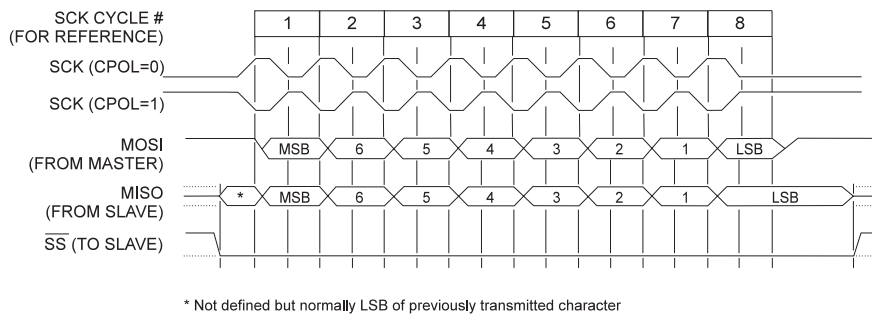 SCK CYCLE #
(FOR REFERENCE)
1 2 3 4 5 6 7 8
SCK (CPOL=0)
SCK (CPOL=1)
MOSI
(FROM MASTER)
MSB 6 5 4 3 2 1 LSB
MISO
(FROM SLAVE)
* MSB 6 5 4 3 2 1 LSB
SS (TO SLAVE)
* Not defined but normally LSB of previously transmitted character